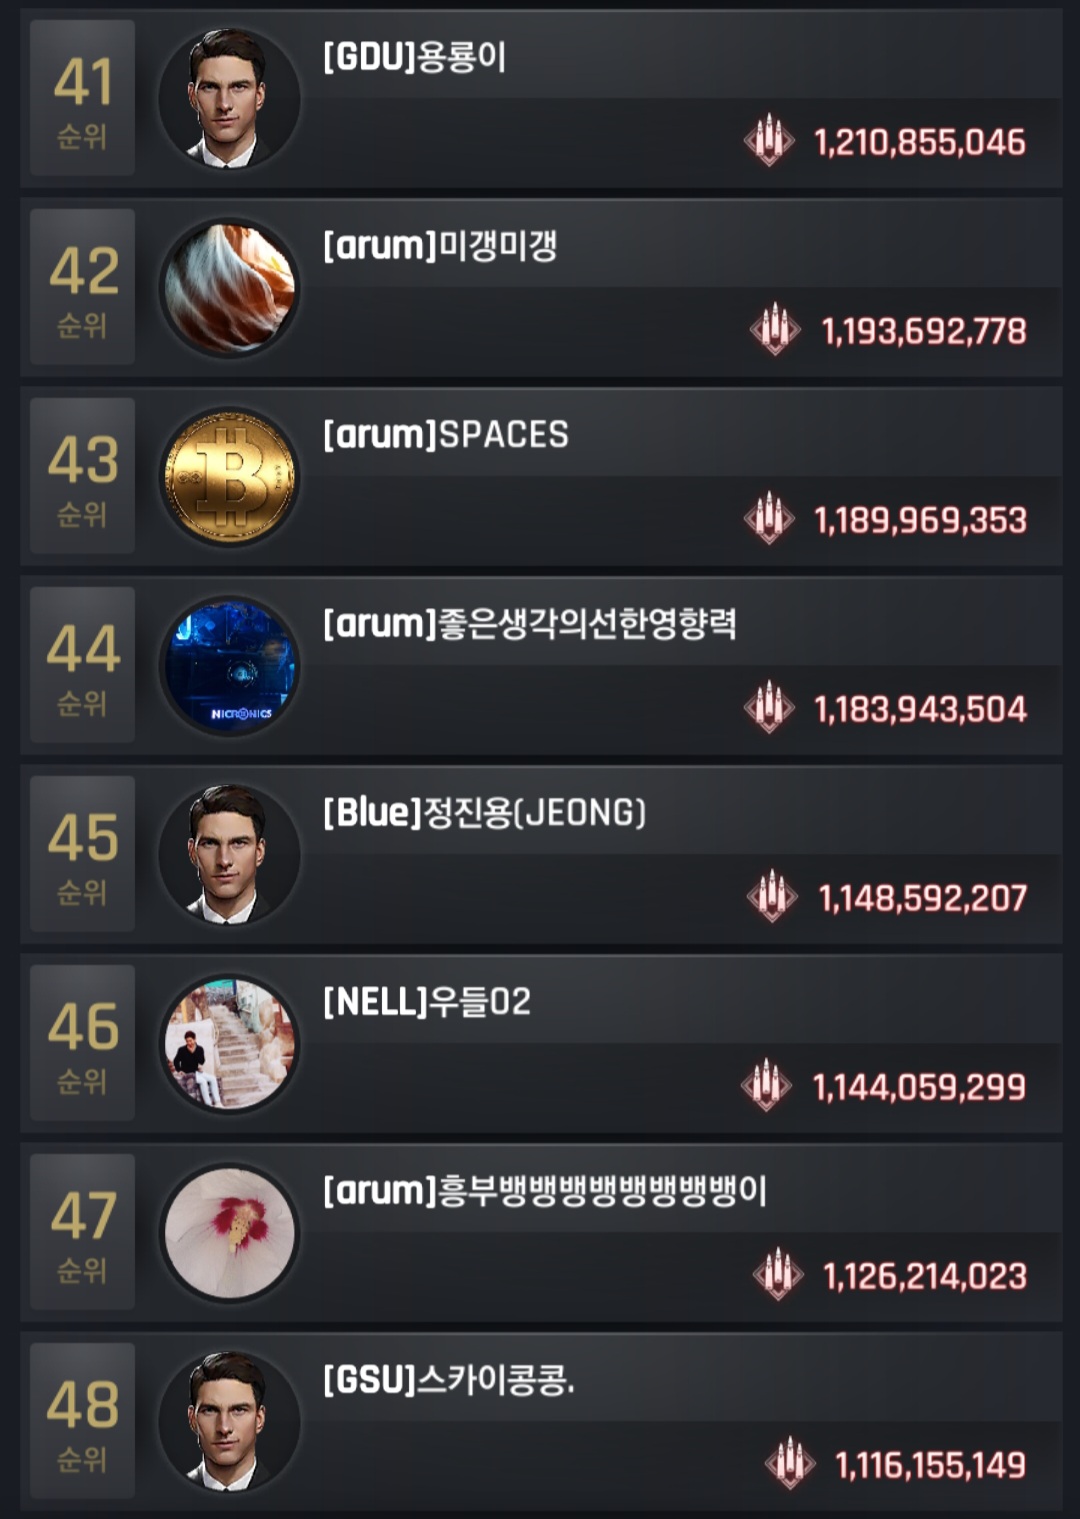 41
순위
[GDU]용룡이
1,210,855,046
42
순위
[arum]미갱미갱
1,193,692,778
43
순위
[arum]SPACES
1,189,969,353
44
순위
NICRONICS
[arum]좋은생각의선한영향력
1,183,943,504
45
순위
[Blue]정진용(JEONG)
1,148,592,207
46
순위
[NELL]우들02
1,144,059,299
47
순위
[arum]흥부뱅뱅뱅뱅뱅뱅뱅뱅이
1,126,214,023
48
순위
[GSU]스카이콩콩.
1,116,155,149